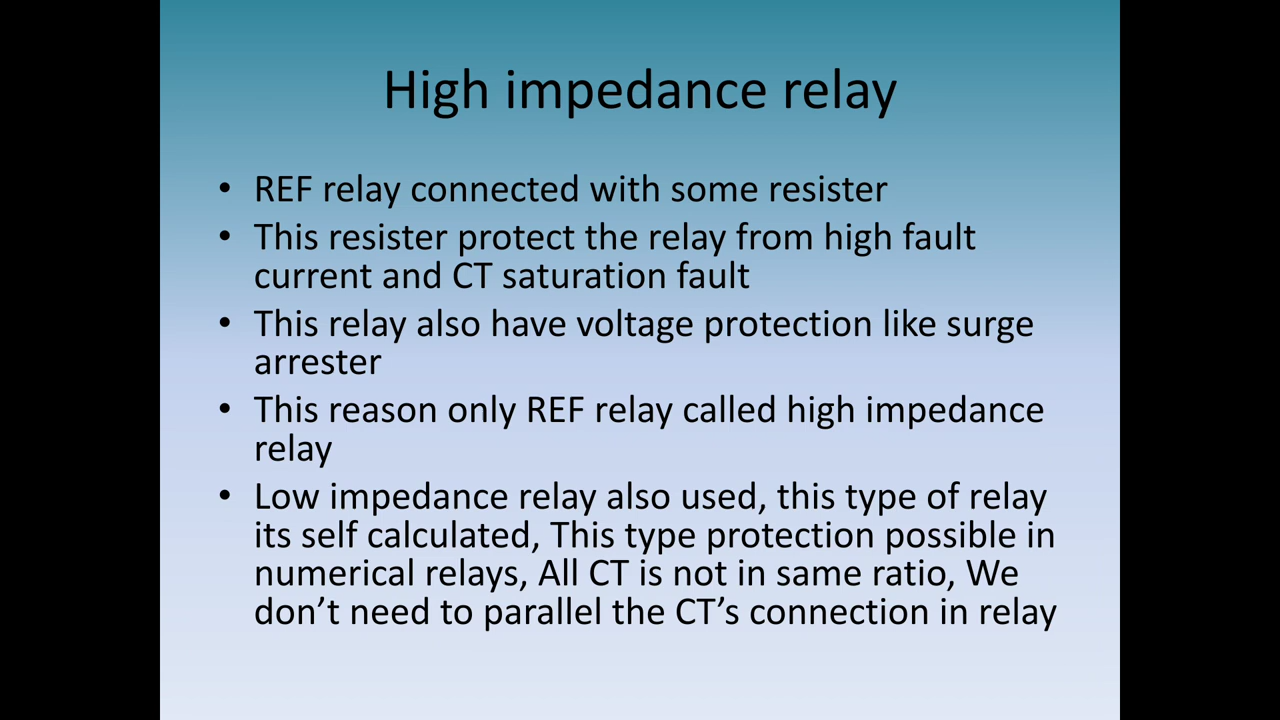 High impedance relay
• REF relay connected with some resister
• This resister protect the relay from high fault
current and CT saturation fault
• This relay also have voltage protection like surge
arrester
• This reason only REF relay called high impedance
relay
• Low impedance relay also used, this type of relay
its self calculated, This type protection possible in
numerical relays, All CT is not in same ratio, We
don’t need to parallel the CT’s connection in relay